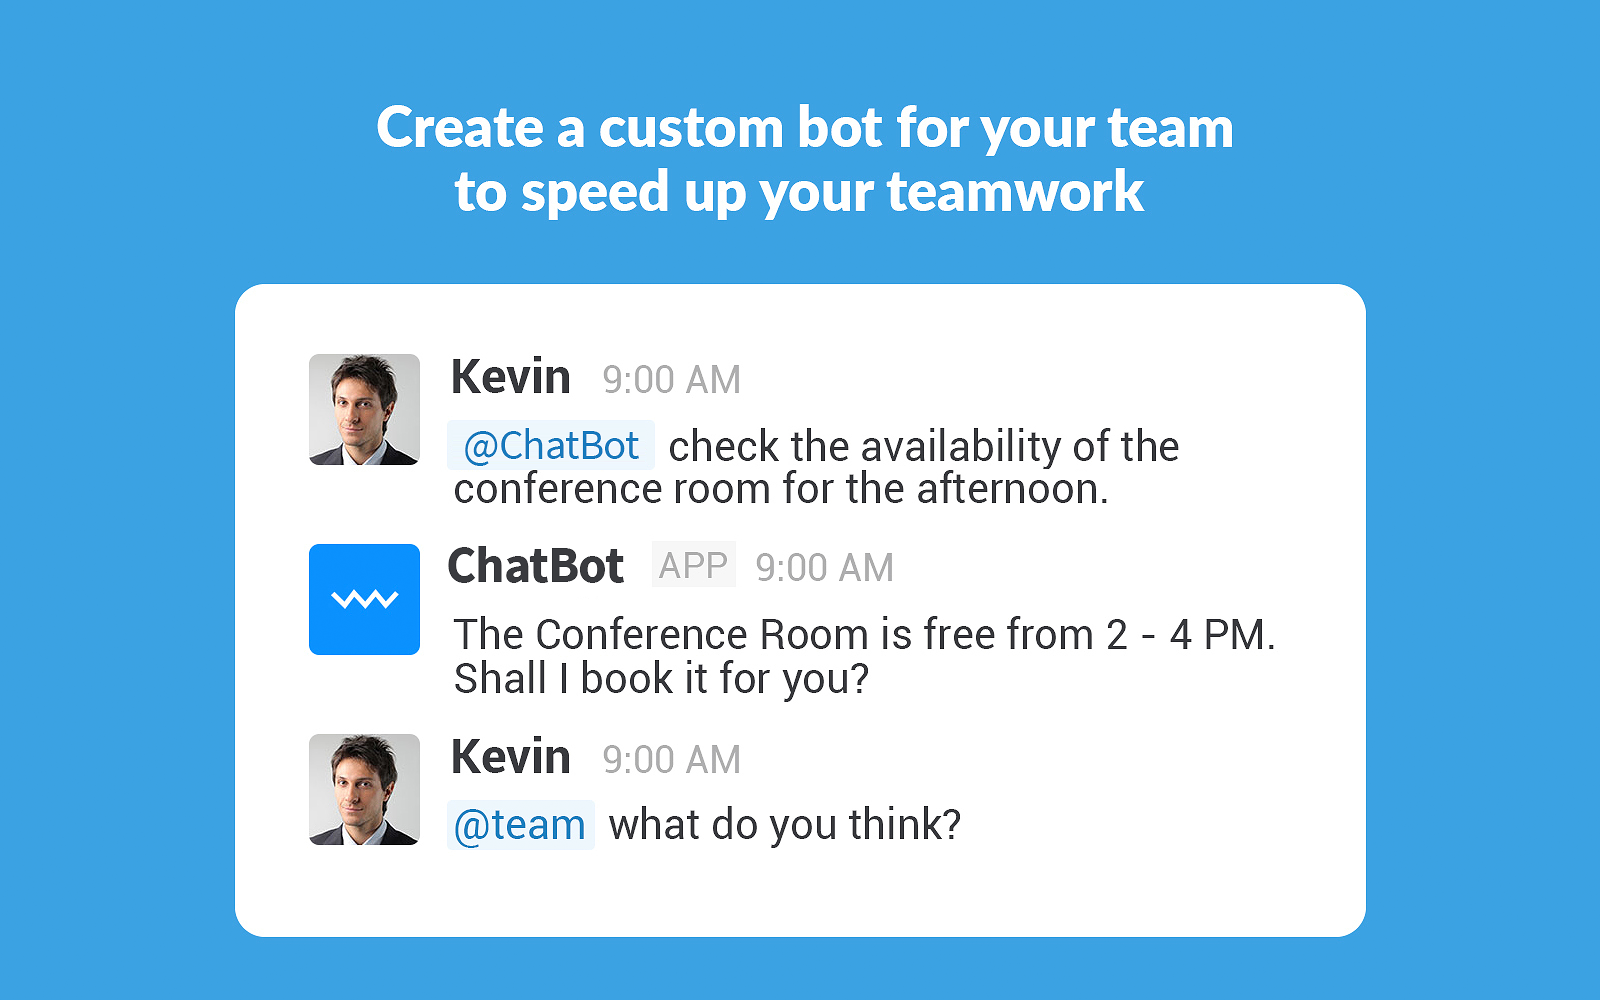 Create a custom bot for your team
to speed up your teamwork
Kevin 9:00 AM
@ChatBot check the availability of the
conference room for the afternoon.
ChatBot APP 9:00 AM
The Conference Room is free from 2 - 4 PM.
Shall I book it for you?
Kevin 9:00 AM
@team what do you think?